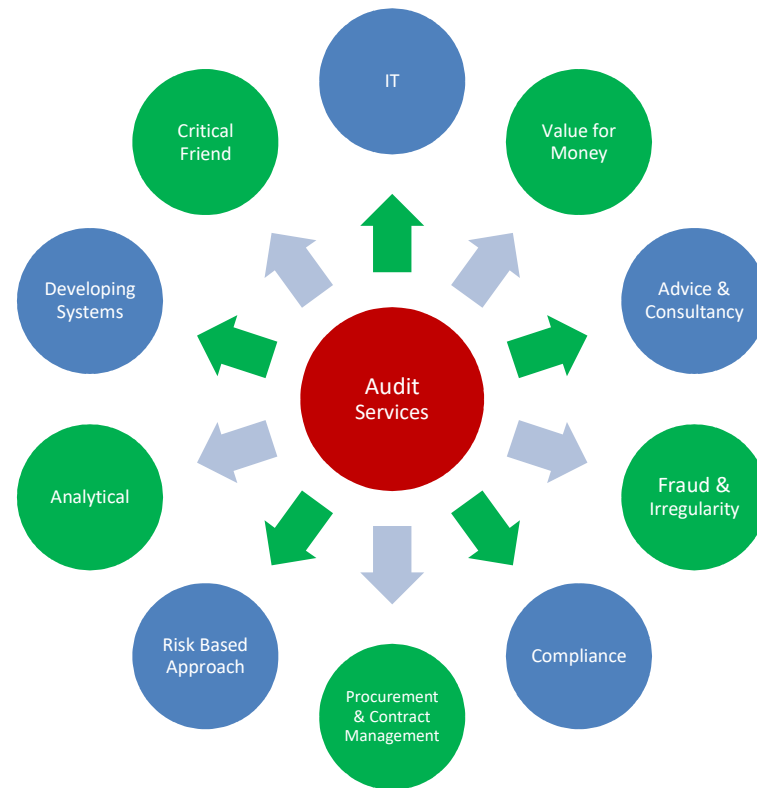 IT
Value for
Money
Advice &
Consultancy
Fraud &
Irregularity
Compliance
Procurement
& Contract
Management
Risk Based
Approach
Analytical
Developing
Systems
Critical
Friend
Audit
Services